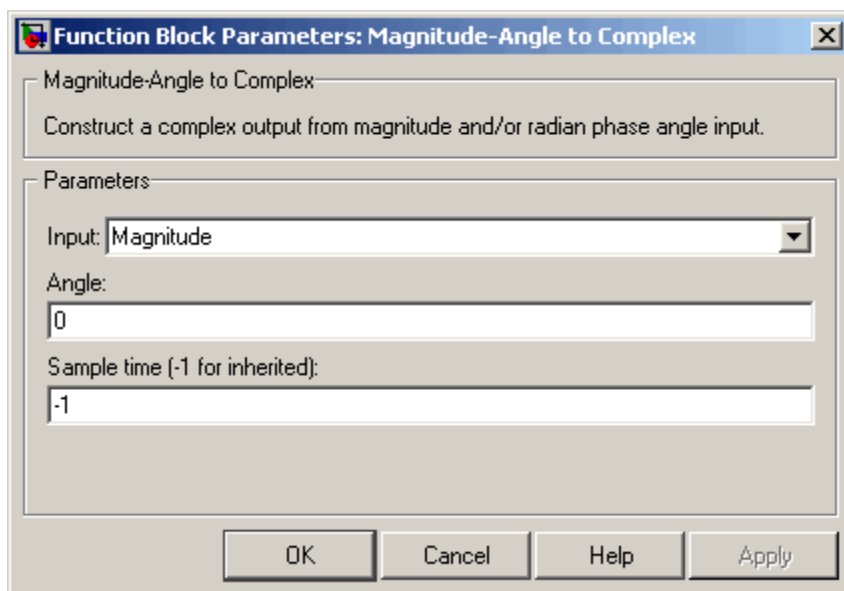 Function Block Parameters: Magnitude-Angle to Complex
Magnitude-Angle to Complex
Construct a complex output from magnitude and/or radian phase angle input.
Parameters
Input: Magnitude
Angle:
0
Sample time (-1 for inherited):
-1
OK Cancel Help Apply